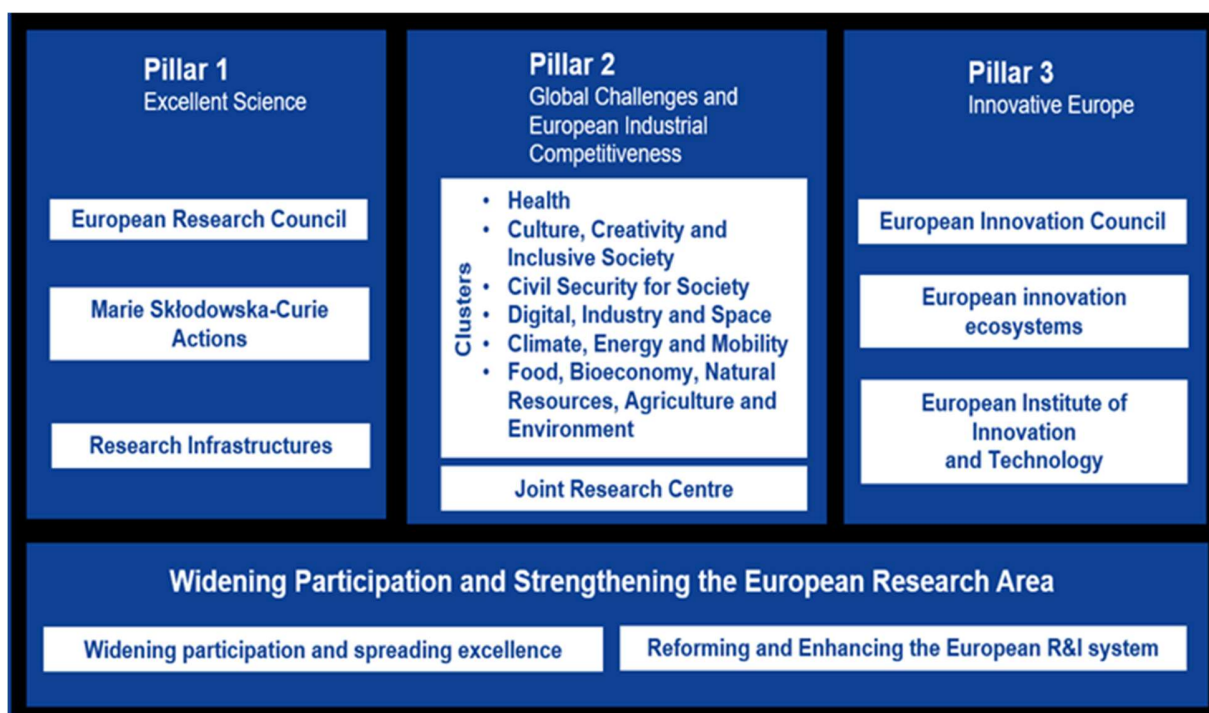 Pillar 1
Excellent Science
European Research Council
Marie Skłodowska-Curie
Actions
Research Infrastructures
Pillar 2
Global Challenges and
European Industrial
Competitiveness
Clusters
• Health
• Culture, Creativity and
Inclusive Society
• Civil Security for Society
• Digital, Industry and Space
• Climate, Energy and Mobility
• Food, Bioeconomy, Natural
Resources, Agriculture and
Environment
Joint Research Centre
Pillar 3
Innovative Europe
European Innovation Council
European innovation
ecosystems
European Institute of
Innovation
and Technology
Widening Participation and Strengthening the European Research Area
Widening participation and spreading excellence
Reforming and Enhancing the European R&I system